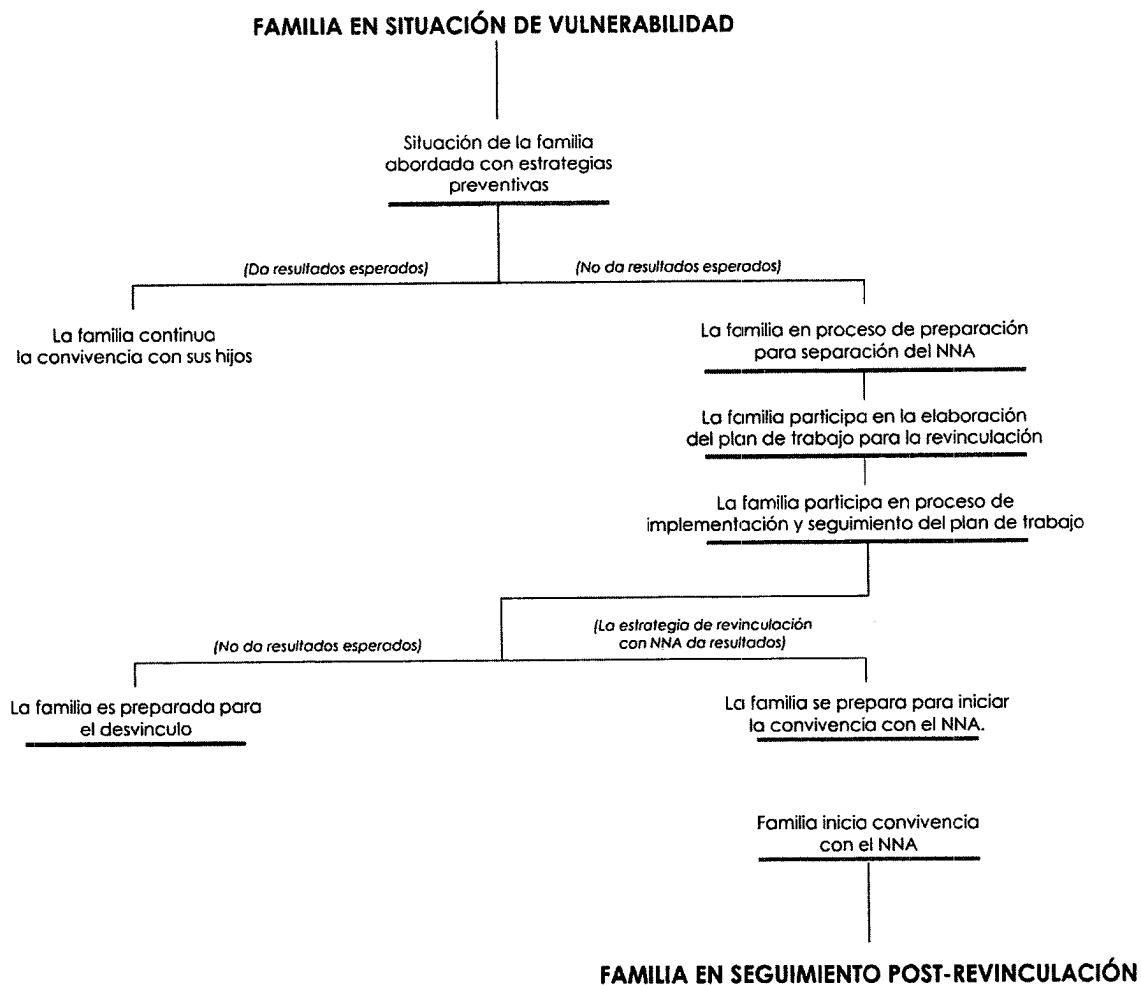 FAMILIA EN SITUACIÓN DE VULNERABILIDAD
Situación de la familia
abordada con estrategias
preventivas
(Da resultados esperados)
(No da resultados esperados)
La familia continua
la convivencia con sus hijos
La familia en proceso de preparación
para separación del NNA
La familia participa en la elaboración
del plan de trabajo para la revinculación
La familia participa en proceso de
implementación y seguimiento del plan de trabajo
(No da resultados esperados)
(La estrategia de revinculación
con NNA da resultados)
La familia es preparada para
el desvinculo
La familia se prepara para iniciar
la convivencia con el NNA.
Familia inicia convivencia
con el NNA
FAMILIA EN SEGUIMIENTO POST-REVINCULACIÓN